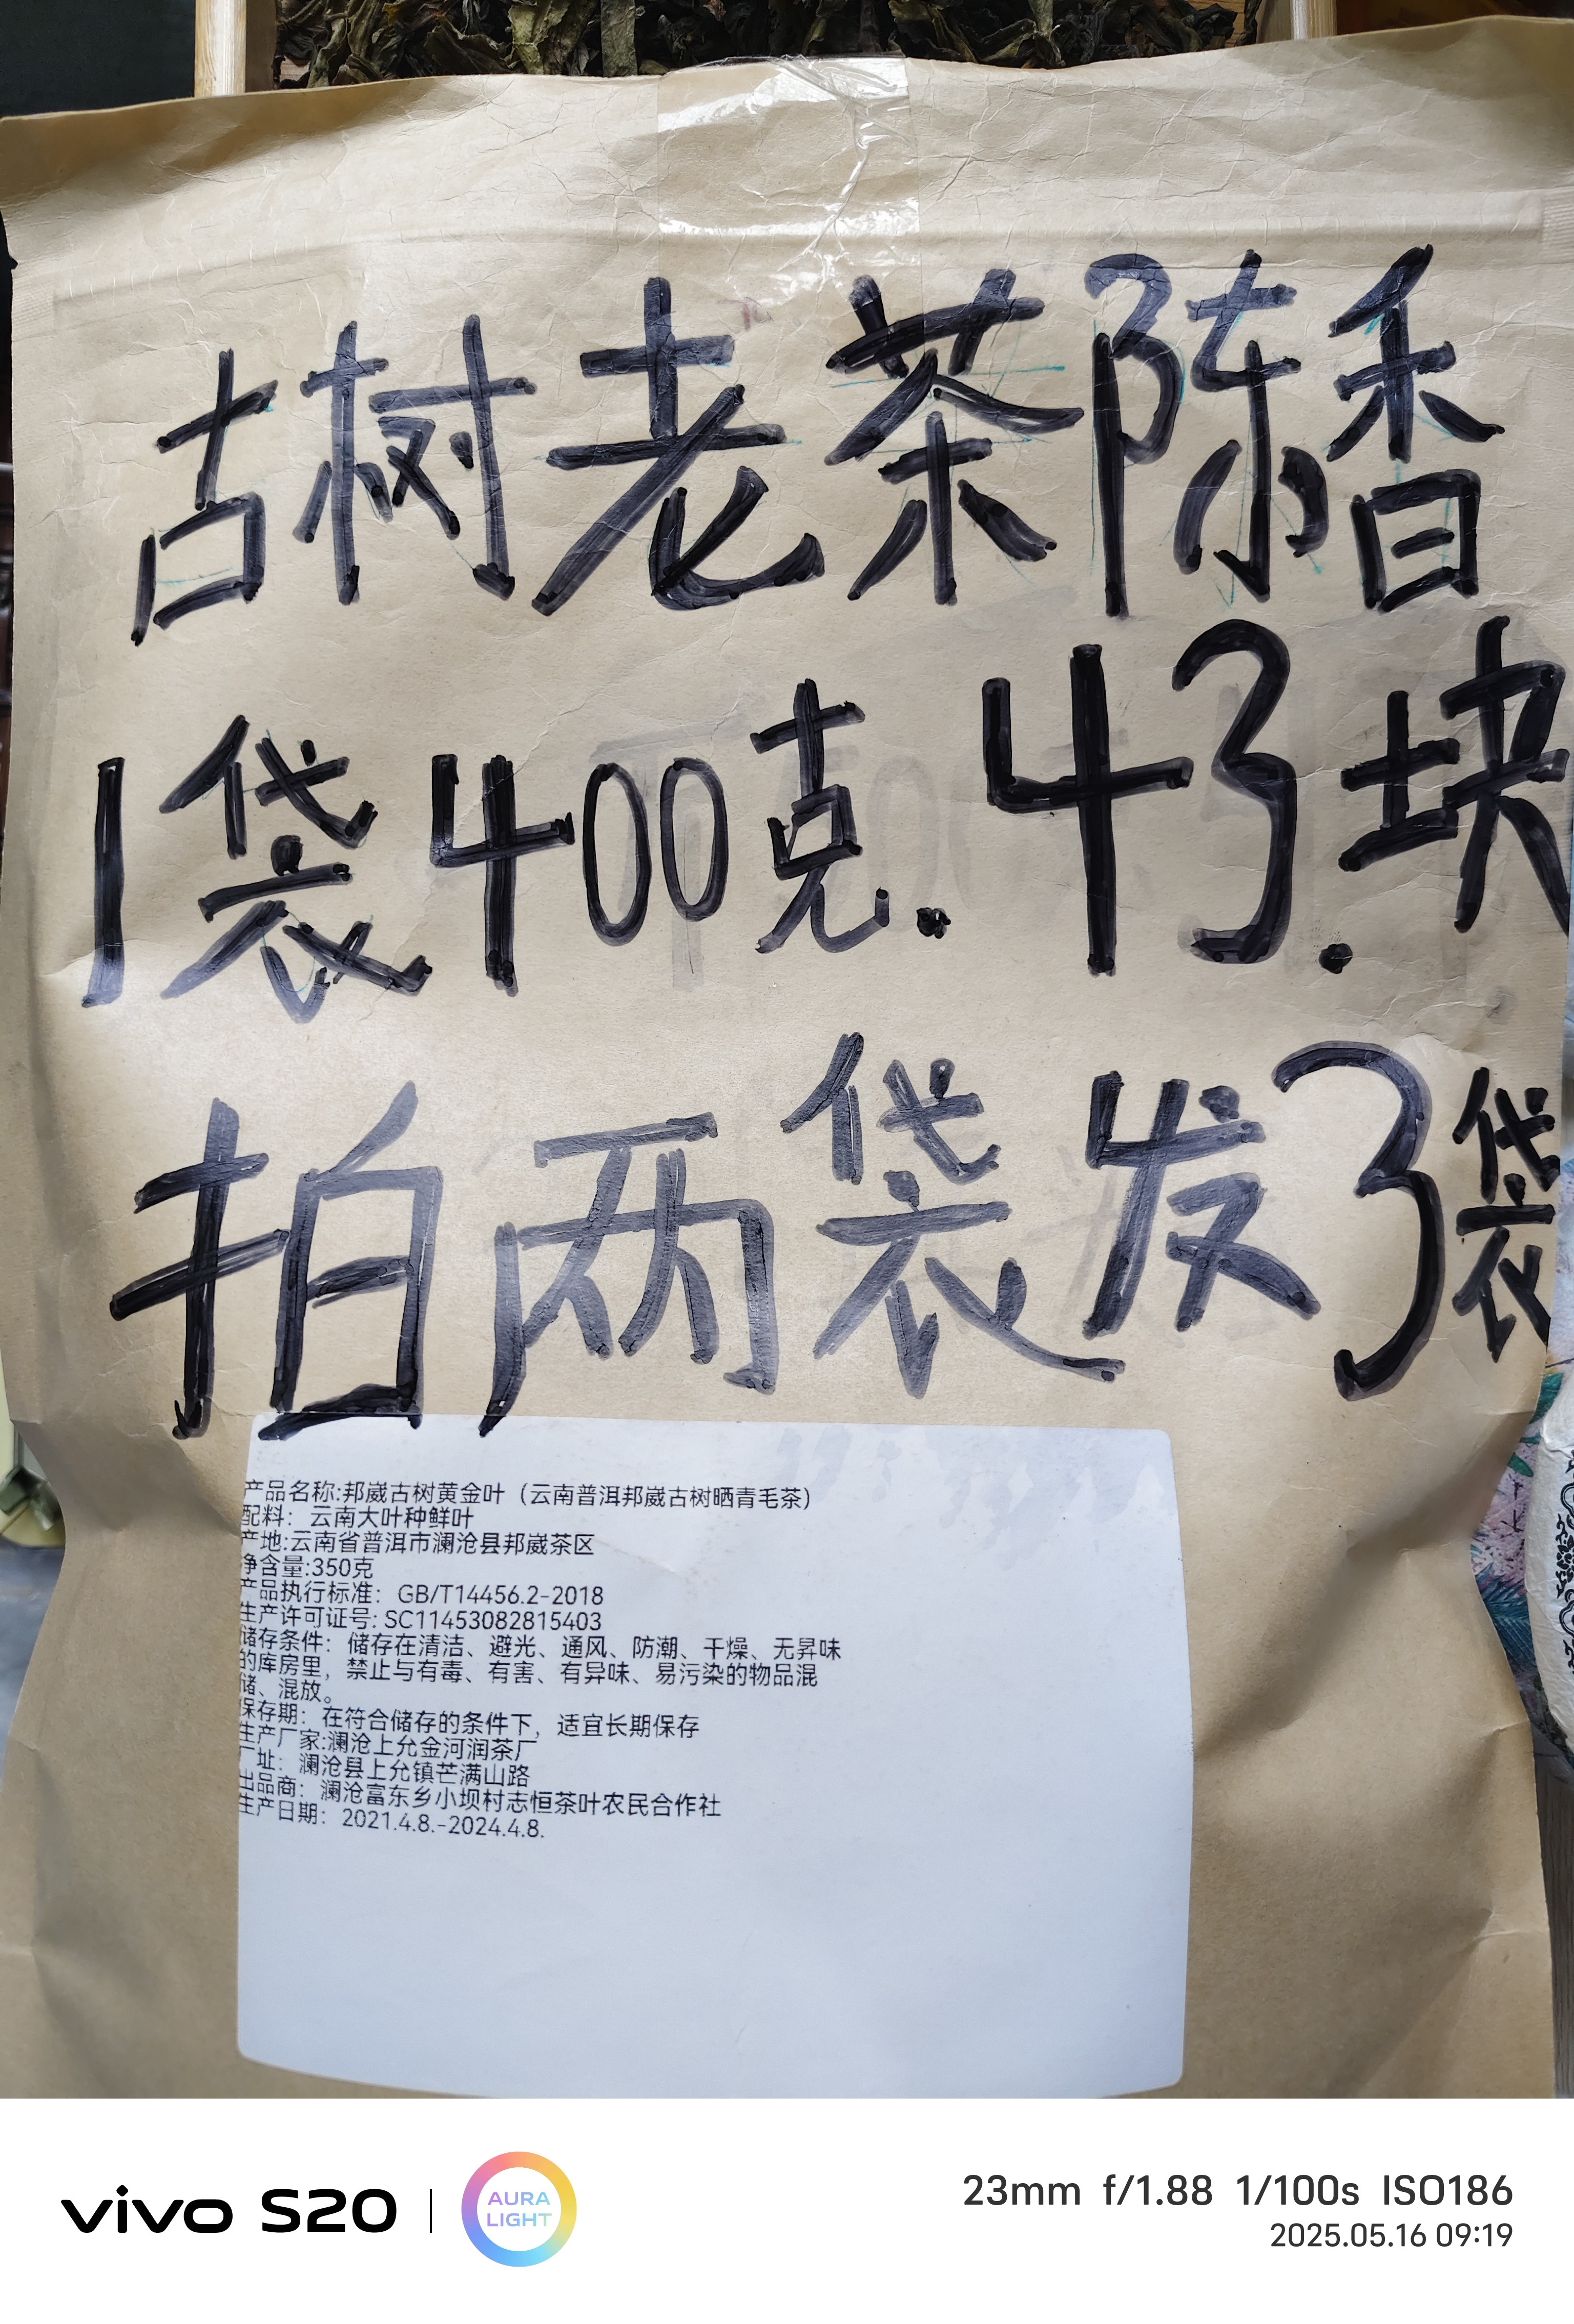 古树老茶陈香
1袋400克.43.块
拍两袋发3袋
产品名称:邦崴古树黄金叶（云南普洱邦崴古树晒青毛茶）
配料：云南大叶种鲜叶
产地:云南省普洱市澜沧县邦崴茶区
净含量:350克
产品执行标准：GB/T14456.2-2018
生产许可证号: SC11453082815403
储存条件：储存在清洁、避光、通风、防潮、干燥、无异味
的库房里，禁止与有毒、有害、有异味、易污染的物品混
储、混放。
保存期：在符合储存的条件下，适宜长期保存
生产厂家:澜沧上允金河润茶厂
厂址：澜沧县上允镇芒满山路
出品商：澜沧富东乡小坝村志恒茶叶农民合作社
生产日期：2021.4.8.-2024.4.8.
vivo S20 | AURA LIGHT
23mm f/1.88 1/100s ISO186
2025.05.16 09:19